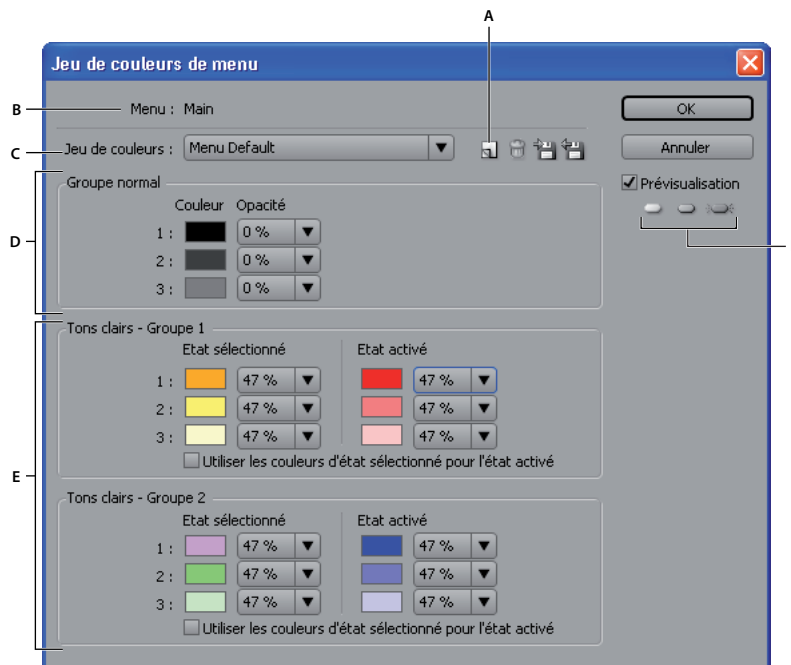 A
Jeu de couleurs de menu
B
Menu : Main
OK
C
Jeu de couleurs : Menu Default
Annuler
Groupe normal
Prévisualisation
Couleur Opacité
D
1 : 0 %
2 : 0 %
3 : 0 %
Tons clairs - Groupe 1
Etat sélectionné Etat activé
1 : 47 % 47 %
2 : 47 % 47 %
3 : 47 % 47 %
Utiliser les couleurs d'état sélectionné pour l'état activé
E
Tons clairs - Groupe 2
Etat sélectionné Etat activé
1 : 47 % 47 %
2 : 47 % 47 %
3 : 47 % 47 %
Utiliser les couleurs d'état sélectionné pour l'état activé